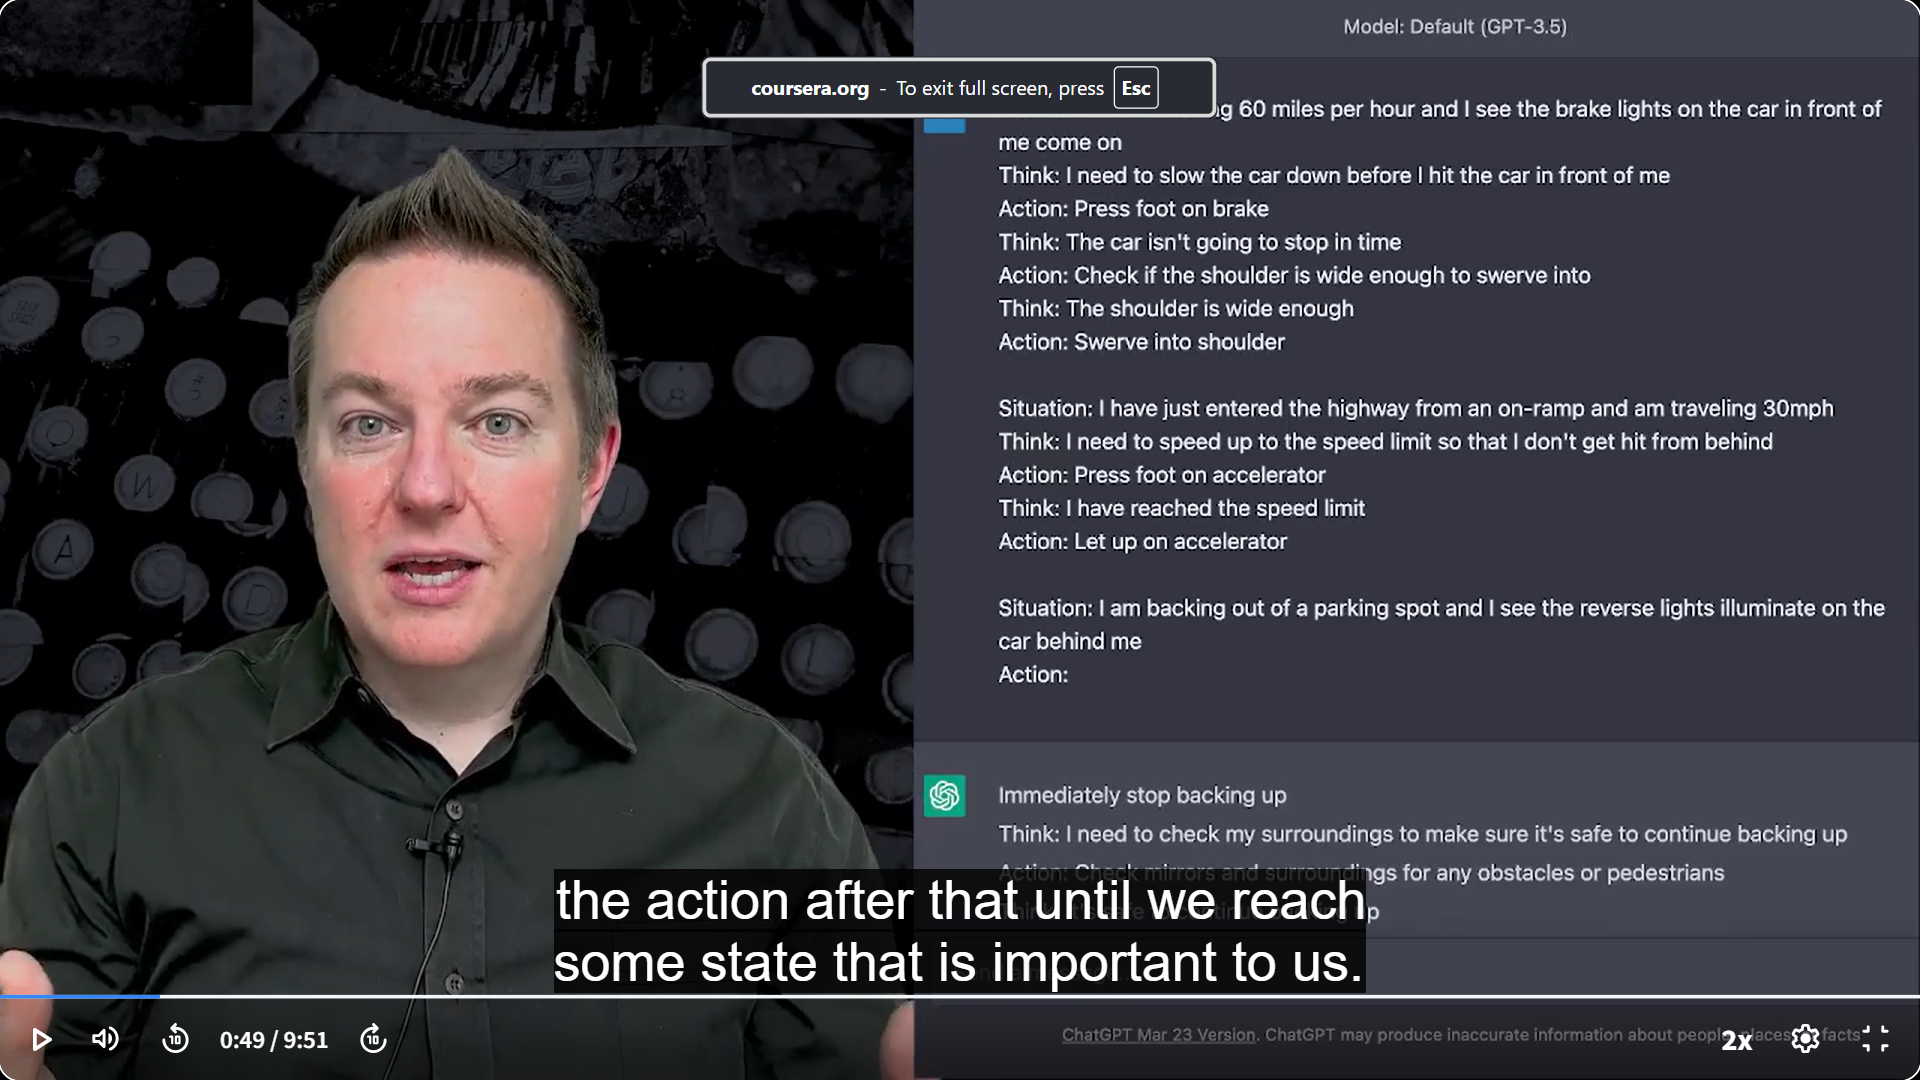 Model: Default (GPT-3.5)
coursera.org - To exit full screen, press Esc
60 miles per hour and I see the brake lights on the car in front of
me come on
Think: I need to slow the car down before I hit the car in front of me
Action: Press foot on brake
Think: The car isn't going to stop in time
Action: Check if the shoulder is wide enough to swerve into
Think: The shoulder is wide enough
Action: Swerve into shoulder
Situation: I have just entered the highway from an on-ramp and am traveling 30mph
Think: I need to speed up to the speed limit so that I don't get hit from behind
Action: Press foot on accelerator
Think: I have reached the speed limit
Action: Let up on accelerator
Situation: I am backing out of a parking spot and I see the reverse lights illuminate on the
car behind me
Action:
Immediately stop backing up
Think: I need to check my surroundings to make sure it's safe to continue backing up
Action: Check mirrors and surroundings for any obstacles or pedestrians
the action after that until we reach
some state that is important to us.
ChatGPT Mar 23 Version. ChatGPT may produce inaccurate information about people, places, facts
0:49 / 9:51
2x
10
10
W
A
D